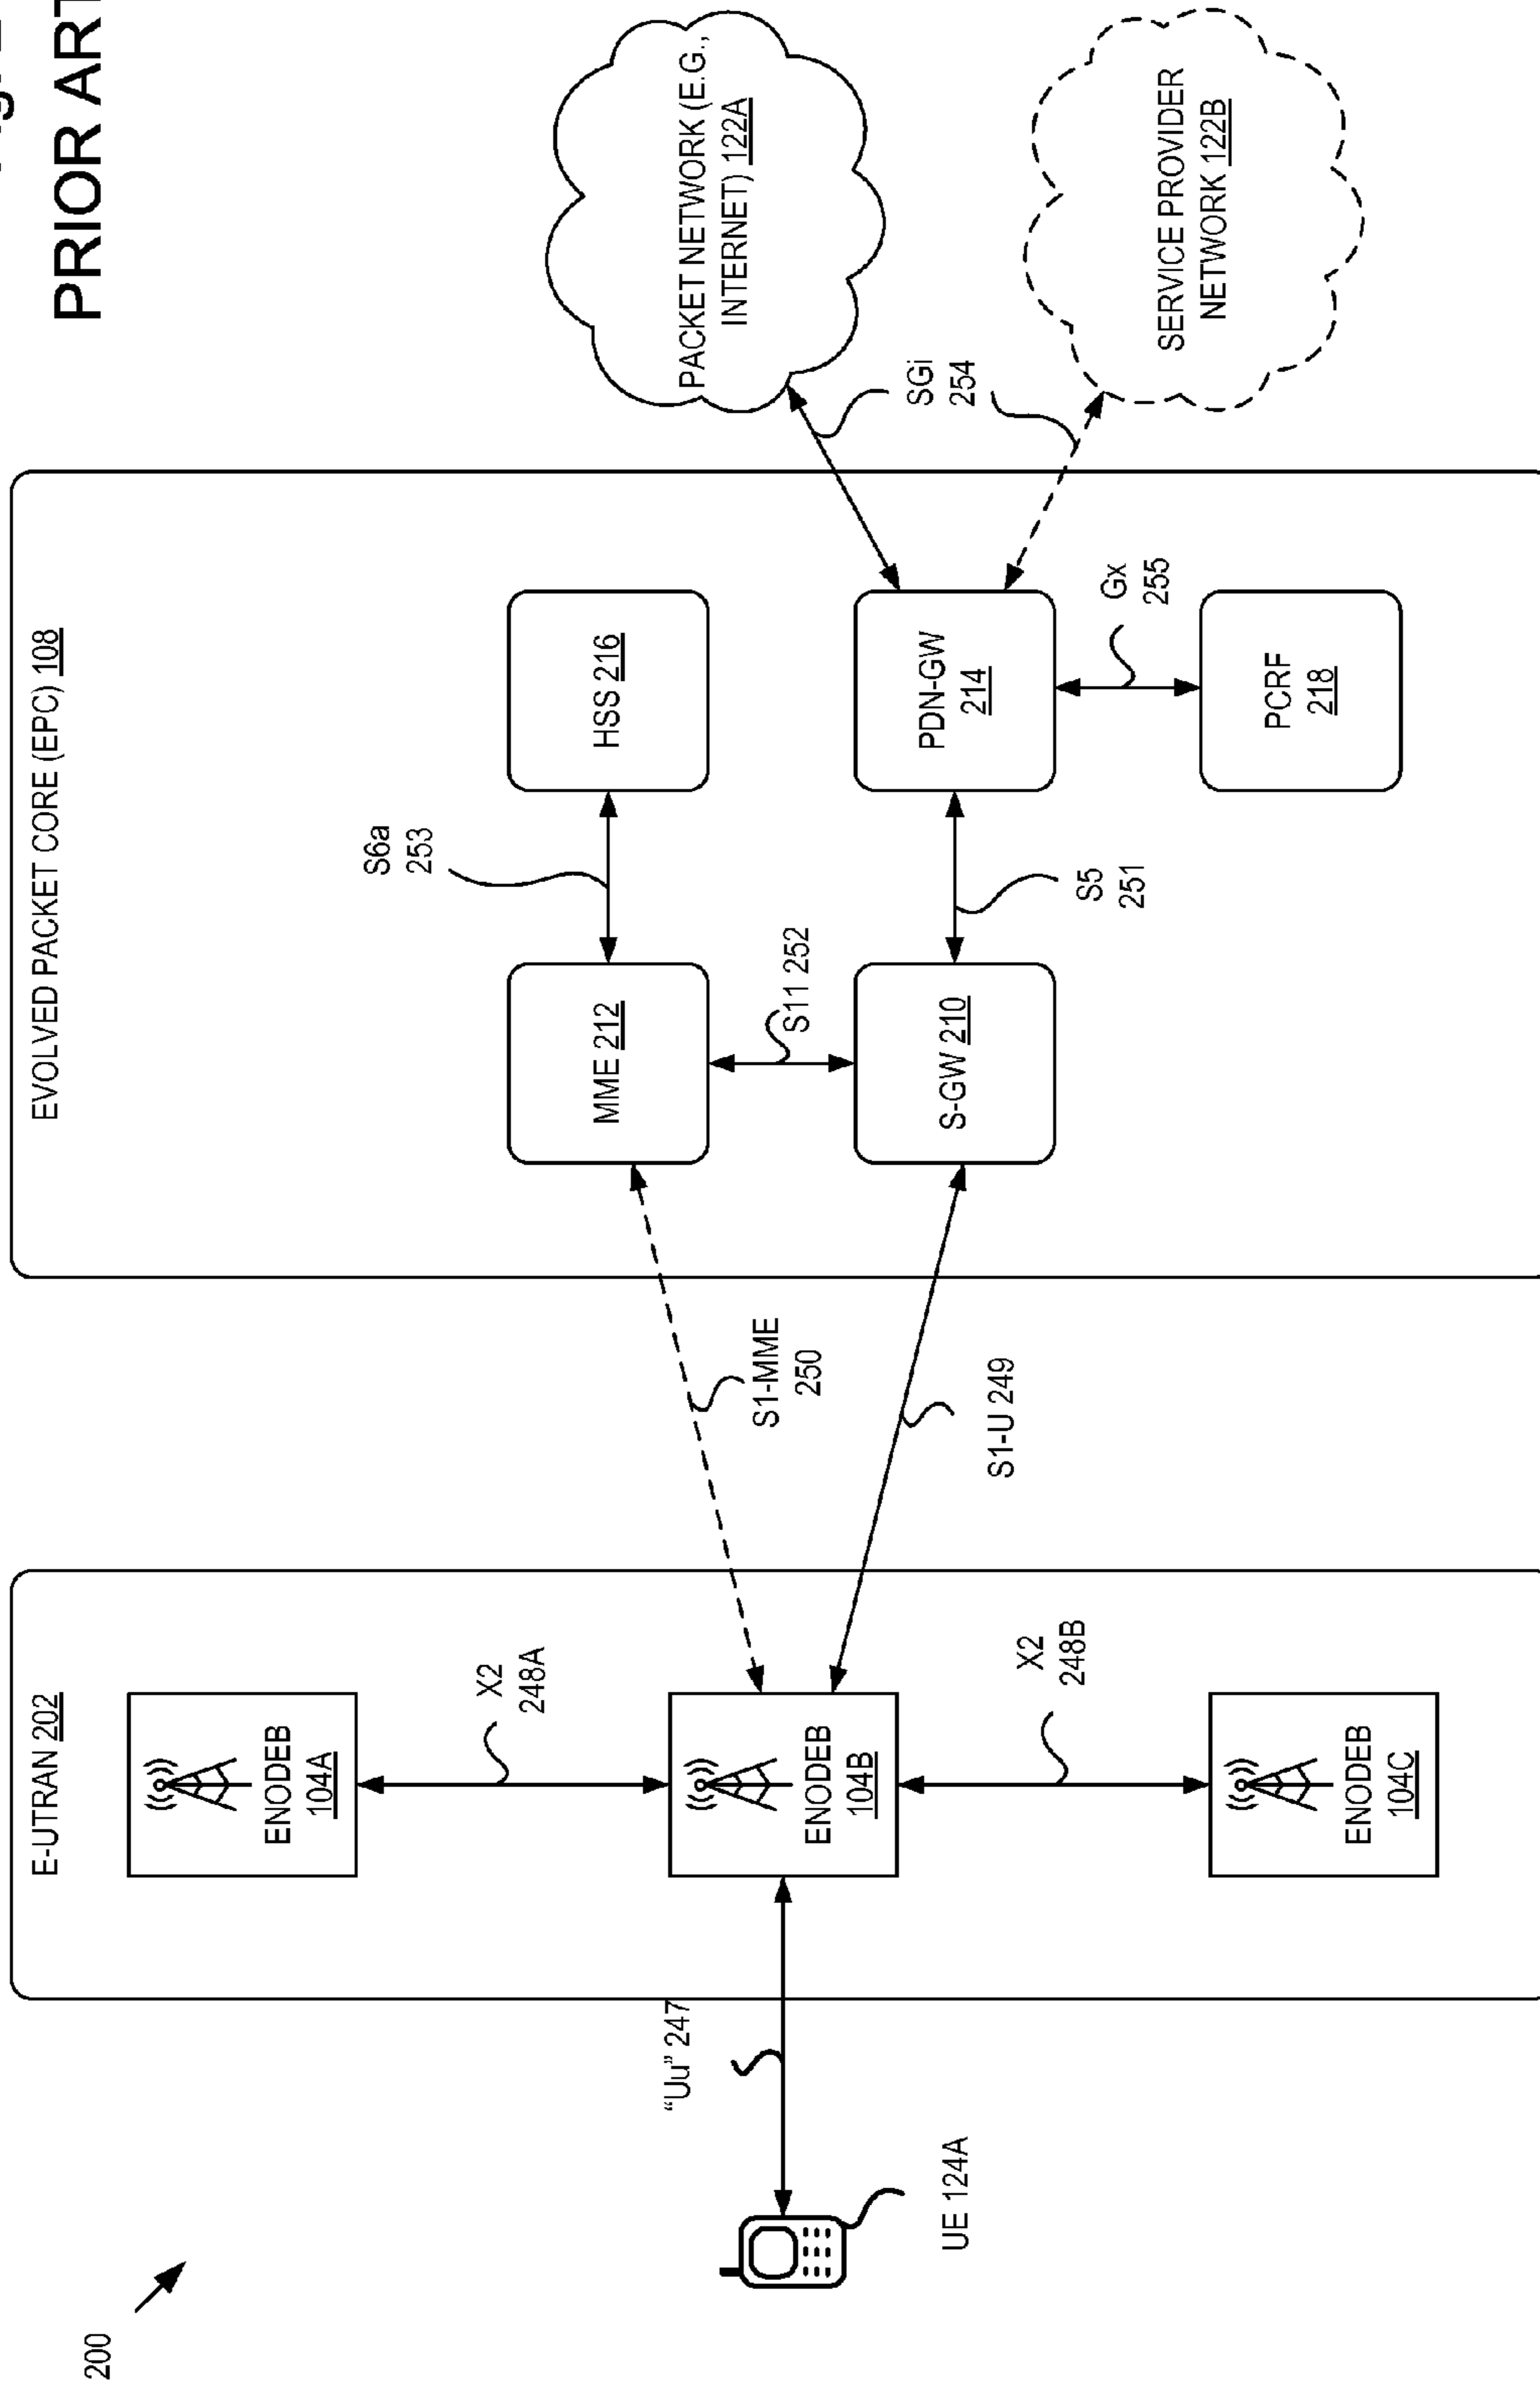 PRIOR ART
200
E-UTRAN 202
EVOLVED PACKET CORE (EPC) 108
ENODEB
104A
X2
248A
ENODEB
104B
X2
248B
ENODEB
104C
"Uu" 247
UE 124A
S1-MME
250
S1-U 249
MME 212
S6a
253
HSS 216
S11 252
S-GW 210
S5
251
PDN-GW
214
Gx
255
PCRF
218
SGi
254
PACKET NETWORK (E.G.,
INTERNET) 122A
SERVICE PROVIDER
NETWORK 122B